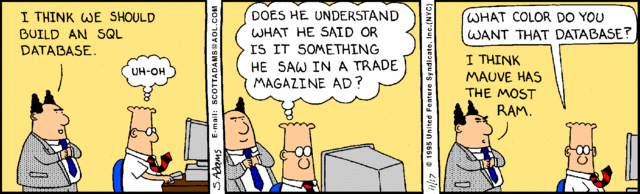 I THINK WE SHOULD
BUILD AN SQL
DATABASE.
UH-OH
S.Adams
E-mail: SCOTTADAMS@AOL.COM
DOES HE UNDERSTAND
WHAT HE SAID OR
IS IT SOMETHING
HE SAW IN A TRADE
MAGAZINE AD?
11/17 © 1995 United Feature Syndicate, Inc.(NYC)
WHAT COLOR DO YOU
WANT THAT DATABASE?
I THINK
MAUVE HAS
THE MOST
RAM.